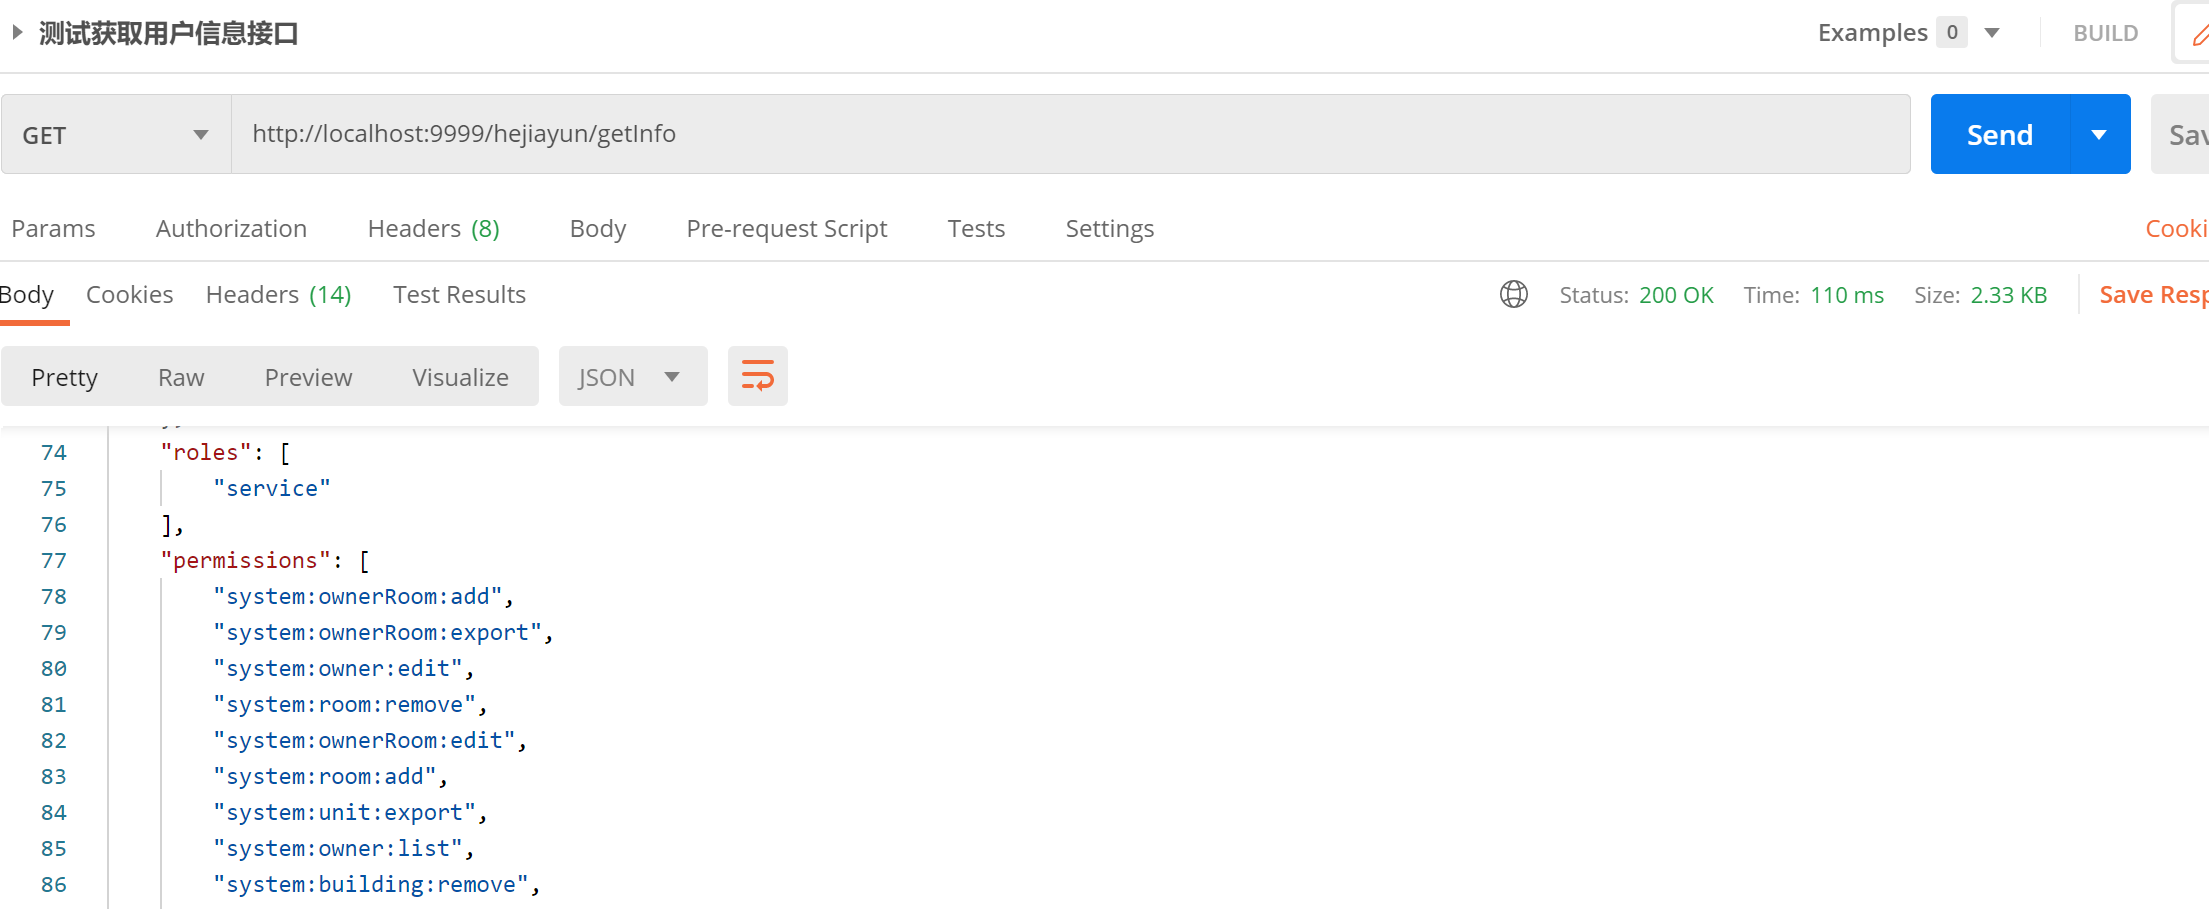 测试获取用户信息接口 Examples 0 BUILD
GET http://localhost:9999/hejiayun/getInfo Send Sav
Params Authorization Headers (8) Body Pre-request Script Tests Settings Cooki
Body Cookies Headers (14) Test Results Status: 200 OK Time: 110 ms Size: 2.33 KB Save Resp
Pretty Raw Preview Visualize JSON
74 "roles": [
75 "service"
76 ],
77 "permissions": [
78 "system:ownerRoom:add",
79 "system:ownerRoom:export",
80 "system:owner:edit",
81 "system:room:remove",
82 "system:ownerRoom:edit",
83 "system:room:add",
84 "system:unit:export",
85 "system:owner:list",
86 "system:building:remove",